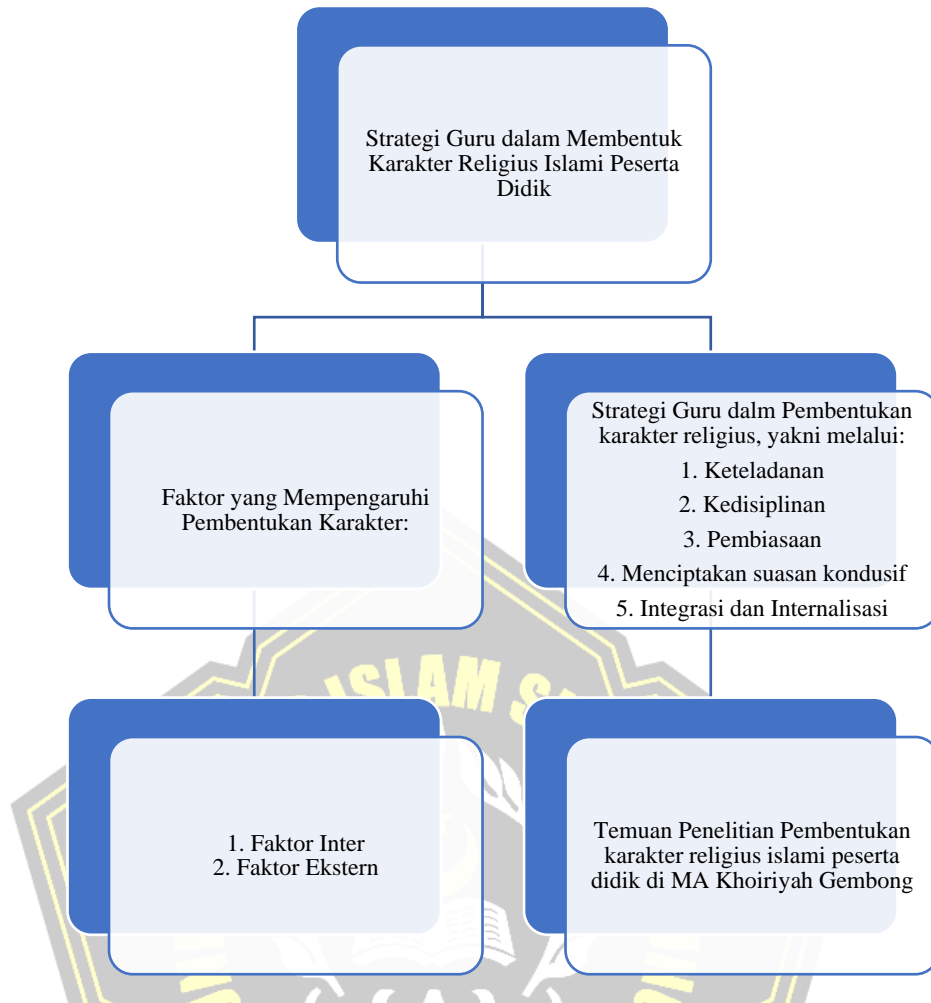 Strategi Guru dalam Membentuk
Karakter Religius Islami Peserta
Didik
Faktor yang Mempengaruhi
Pembentukan Karakter:
Strategi Guru dalm Pembentukan
karakter religius, yakni melalui:
1. Keteladanan
2. Kedisiplinan
3. Pembiasaan
4. Menciptakan suasan kondusif
5. Integrasi dan Internalisasi
1. Faktor Inter
2. Faktor Ekstern
Temuan Penelitian Pembentukan
karakter religius islami peserta
didik di MA Khoiriyah Gembong
ISLAM